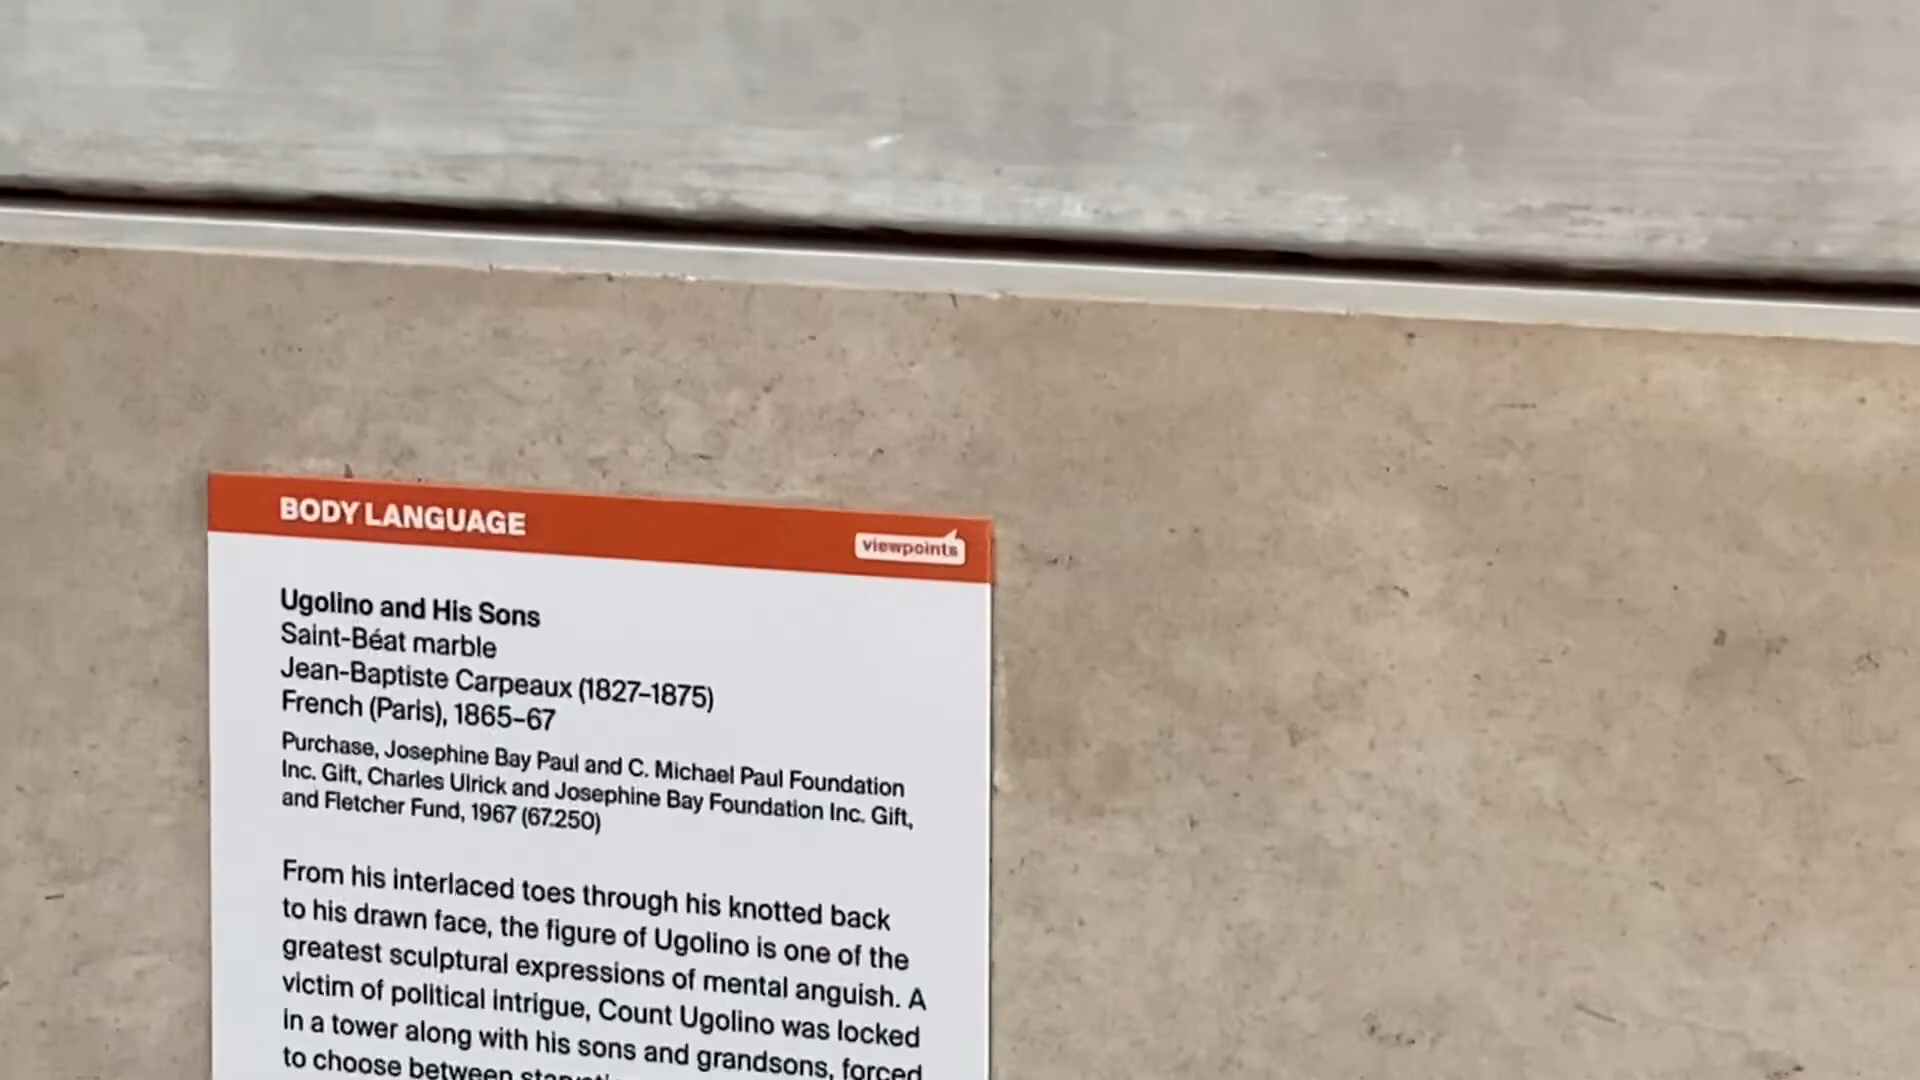 BODY LANGUAGE
viewpoints
Ugolino and His Sons
Saint-Béat marble
Jean-Baptiste Carpeaux (1827–1875)
French (Paris), 1865–67
Purchase, Josephine Bay Paul and C. Michael Paul Foundation
Inc. Gift, Charles Ulrick and Josephine Bay Foundation Inc. Gift,
and Fletcher Fund, 1967 (67.250)
From his interlaced toes through his knotted back
to his drawn face, the figure of Ugolino is one of the
greatest sculptural expressions of mental anguish. A
victim of political intrigue, Count Ugolino was locked
in a tower along with his sons and grandsons, forced
to choose between